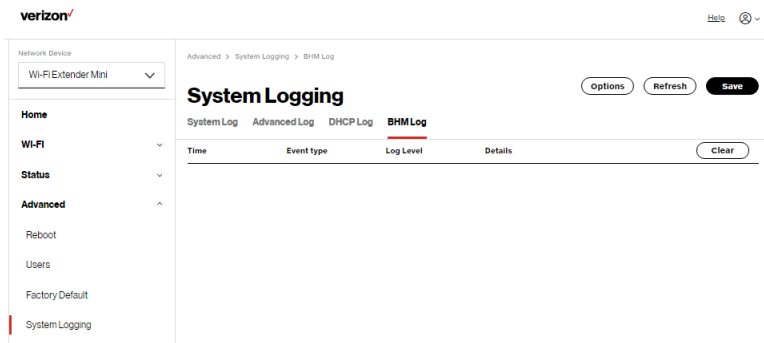 verizon✓
Help
Network Device
Wi-Fi Extender Mini
Home
Wi-Fi
Status
Advanced
Reboot
Users
Factory Default
System Logging
Advanced > System Logging > BHM Log
System Logging
Options Refresh Save
System Log Advanced Log DHCP Log BHM Log
Time Event type Log Level Details Clear